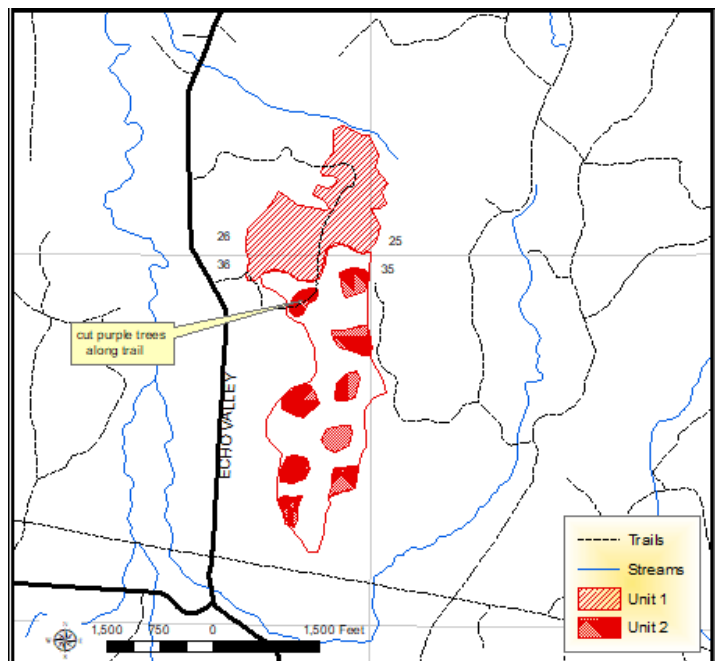 26
25
36
35
cut purple trees
along trail
ECHO VALLEY
Trails
Streams
Unit 1
Unit 2
1,500 750 0 1,500 Feet